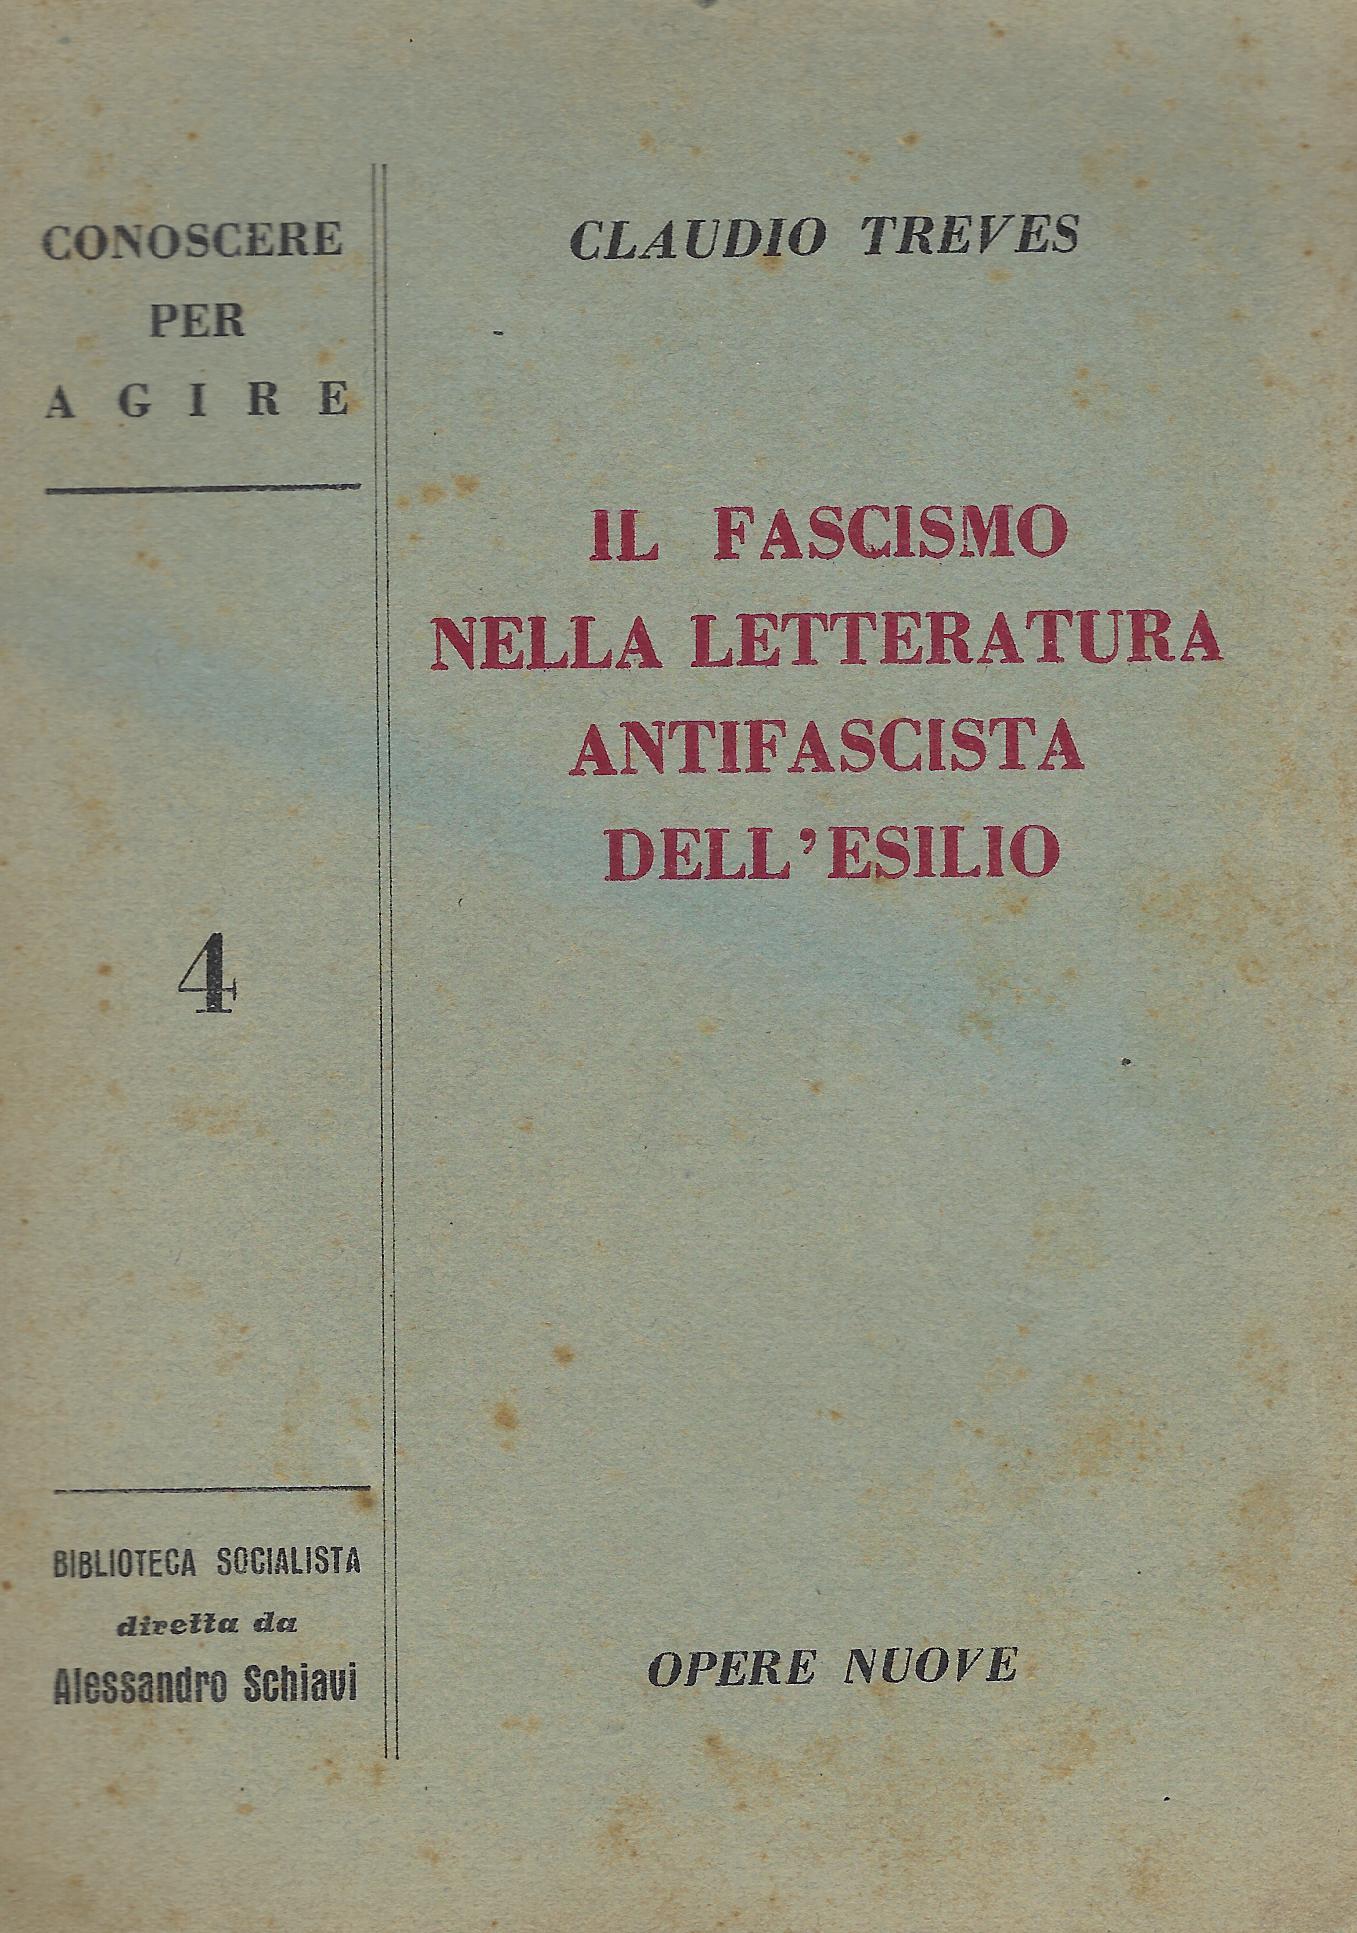 CONOSCERE
PER
AGIRE
4
BIBLIOTECA SOCIALISTA
diretta da
Alessandro Schiavi
CLAUDIO TREVES
IL FASCISMO
NELLA LETTERATURA
ANTIFASCISTA
DELL'ESILIO
OPERE NUOVE